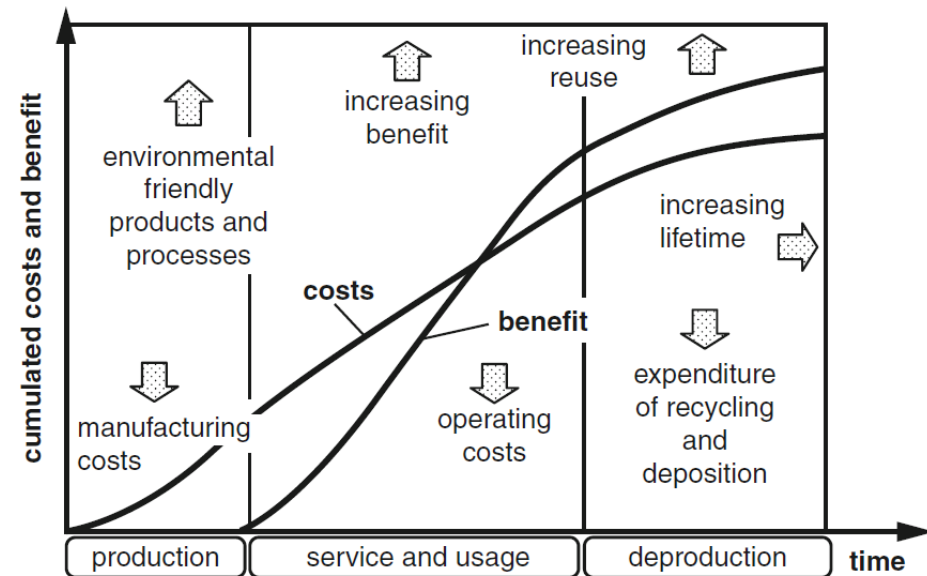 cumulated costs and benefit
environmental
friendly
products and
processes
manufacturing
costs
increasing
benefit
costs
benefit
operating
costs
increasing
reuse
increasing
lifetime
expenditure
of recycling
and
deposition
production
service and usage
deproduction
time